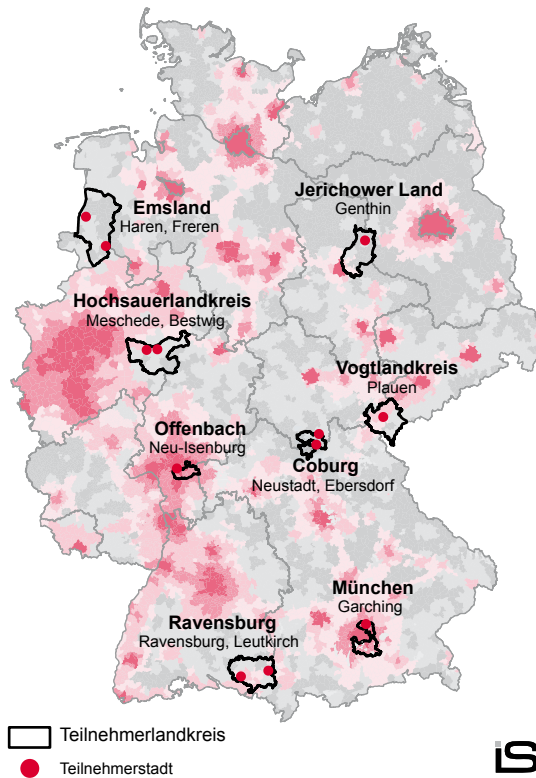 Emsland
Haren, Freren
Jerichower Land
Genthin
Hochsauerlandkreis
Meschede, Bestwig
Vogtlandkreis
Plauen
Offenbach
Neu-Isenburg
Coburg
Neustadt, Ebersdorf
München
Garching
Ravensburg
Ravensburg, Leutkirch
Teilnehmerlandkreis
Teilnehmerstadt